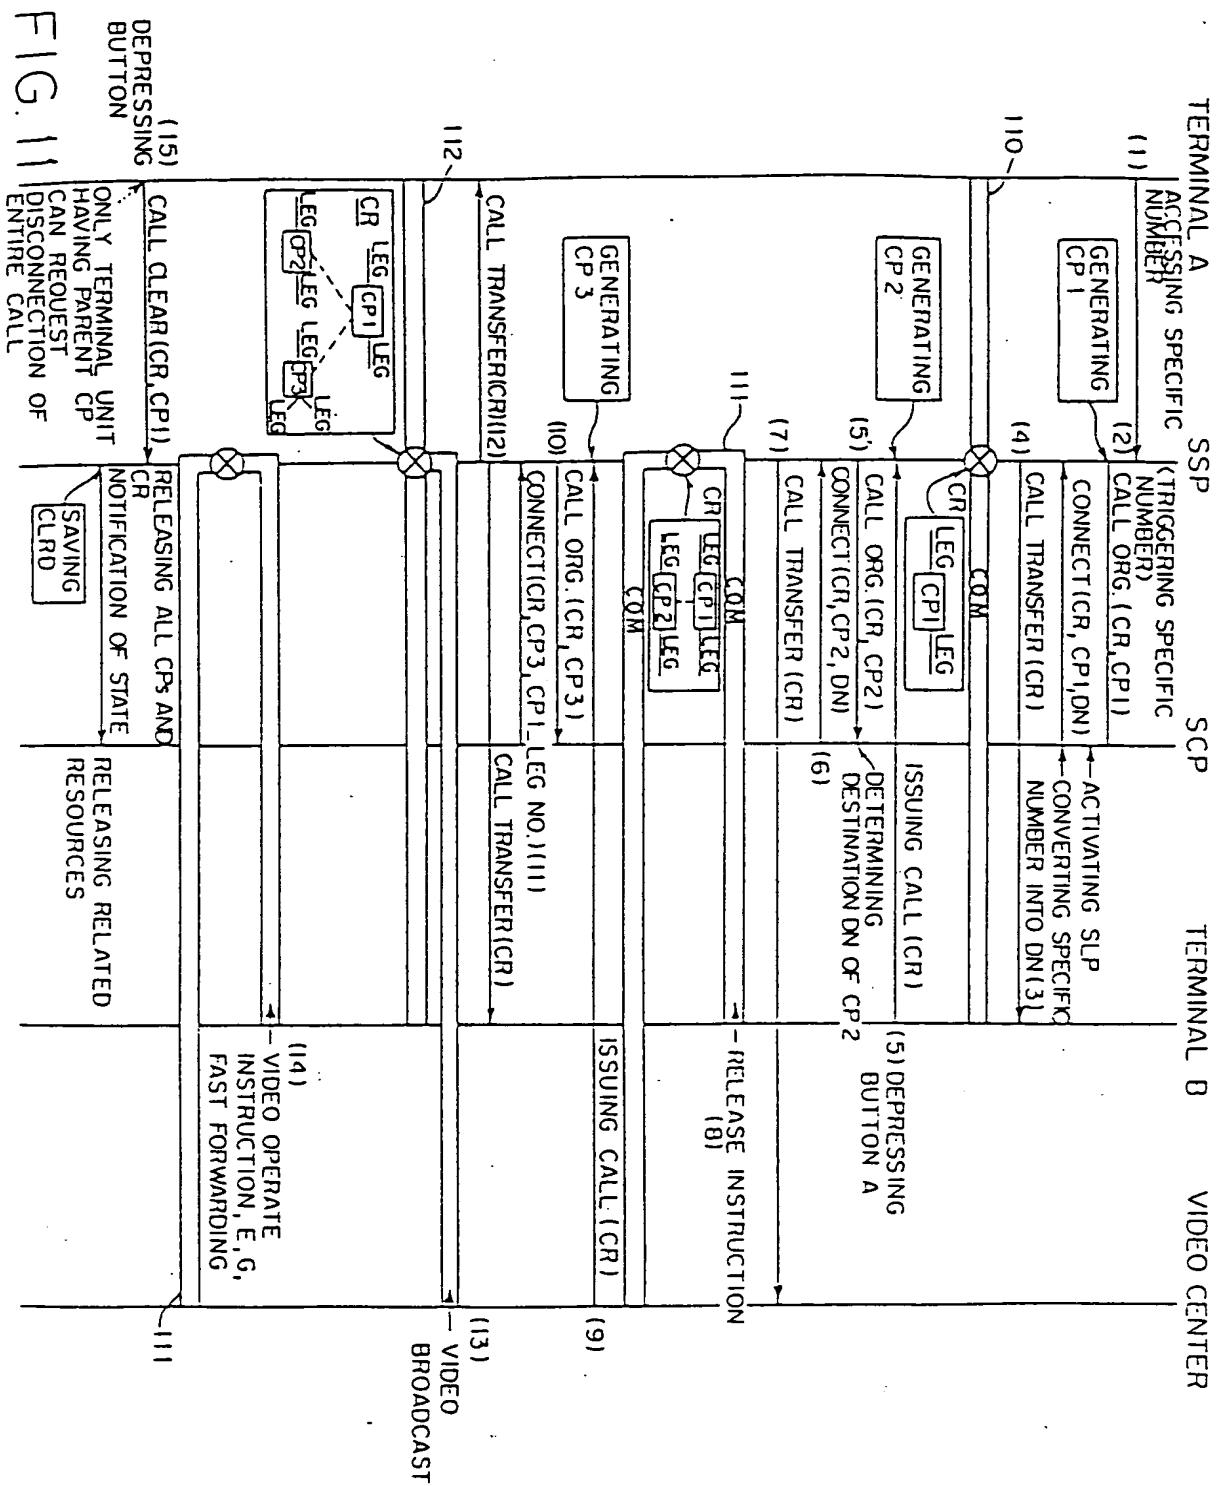 TERMINAL A
SSP
SCP
TERMINAL B
VIDEO CENTER
(1)
ACCESSING SPECIFIC
NUMBER
(TRIGGERING SPECIFIC
NUMBER)
(2)
CALL ORG. (CR, CP1)
GENERATING
CP1
ACTIVATING SLP
CONNECT (CR, CP1, DN)
CONVERTING SPECIFIC
NUMBER INTO DN (3)
(4)
CALL TRANSFER (CR)
110
COM
CR
LEG
CP1
LEG
(5) DEPRESSING
BUTTON A
ISSUING CALL (CR)
GENERATING
CP2
CALL ORG. (CR, CP2)
(5')
DETERMINING
DESTINATION DN OF CP2
CONNECT (CR, CP2, DN)
(6)
(7)
CALL TRANSFER (CR)
111
COM
RELEASE INSTRUCTION
(8)
CR
LEG
CP1
LEG
LEG
CP2
LEG
COM
(9)
ISSUING CALL (CR)
GENERATING
CP3
CALL ORG. (CR, CP3)
(10)
CONNECT (CR, CP3, CP1_LEG NO.) (11)
CALL TRANSFER (CR) (12)
CALL TRANSFER (CR)
(13)
VIDEO
BROADCAST
112
CR
LEG
CP1
LEG
LEG
CP2
LEG
LEG
CP3
LEG
LEG
(14)
VIDEO OPERATE
INSTRUCTION, E, G,
FAST FORWARDING
111
(15)
DEPRESSING
BUTTON
CALL CLEAR (CR, CP1)
RELEASING ALL CPs AND
CR
ONLY TERMINAL UNIT
HAVING PARENT CP
CAN REQUEST
DISCONNECTION OF
ENTIRE CALL
NOTIFICATION OF STATE
SAVING
CLRD
RELEASING RELATED
RESOURCES
FIG. 11